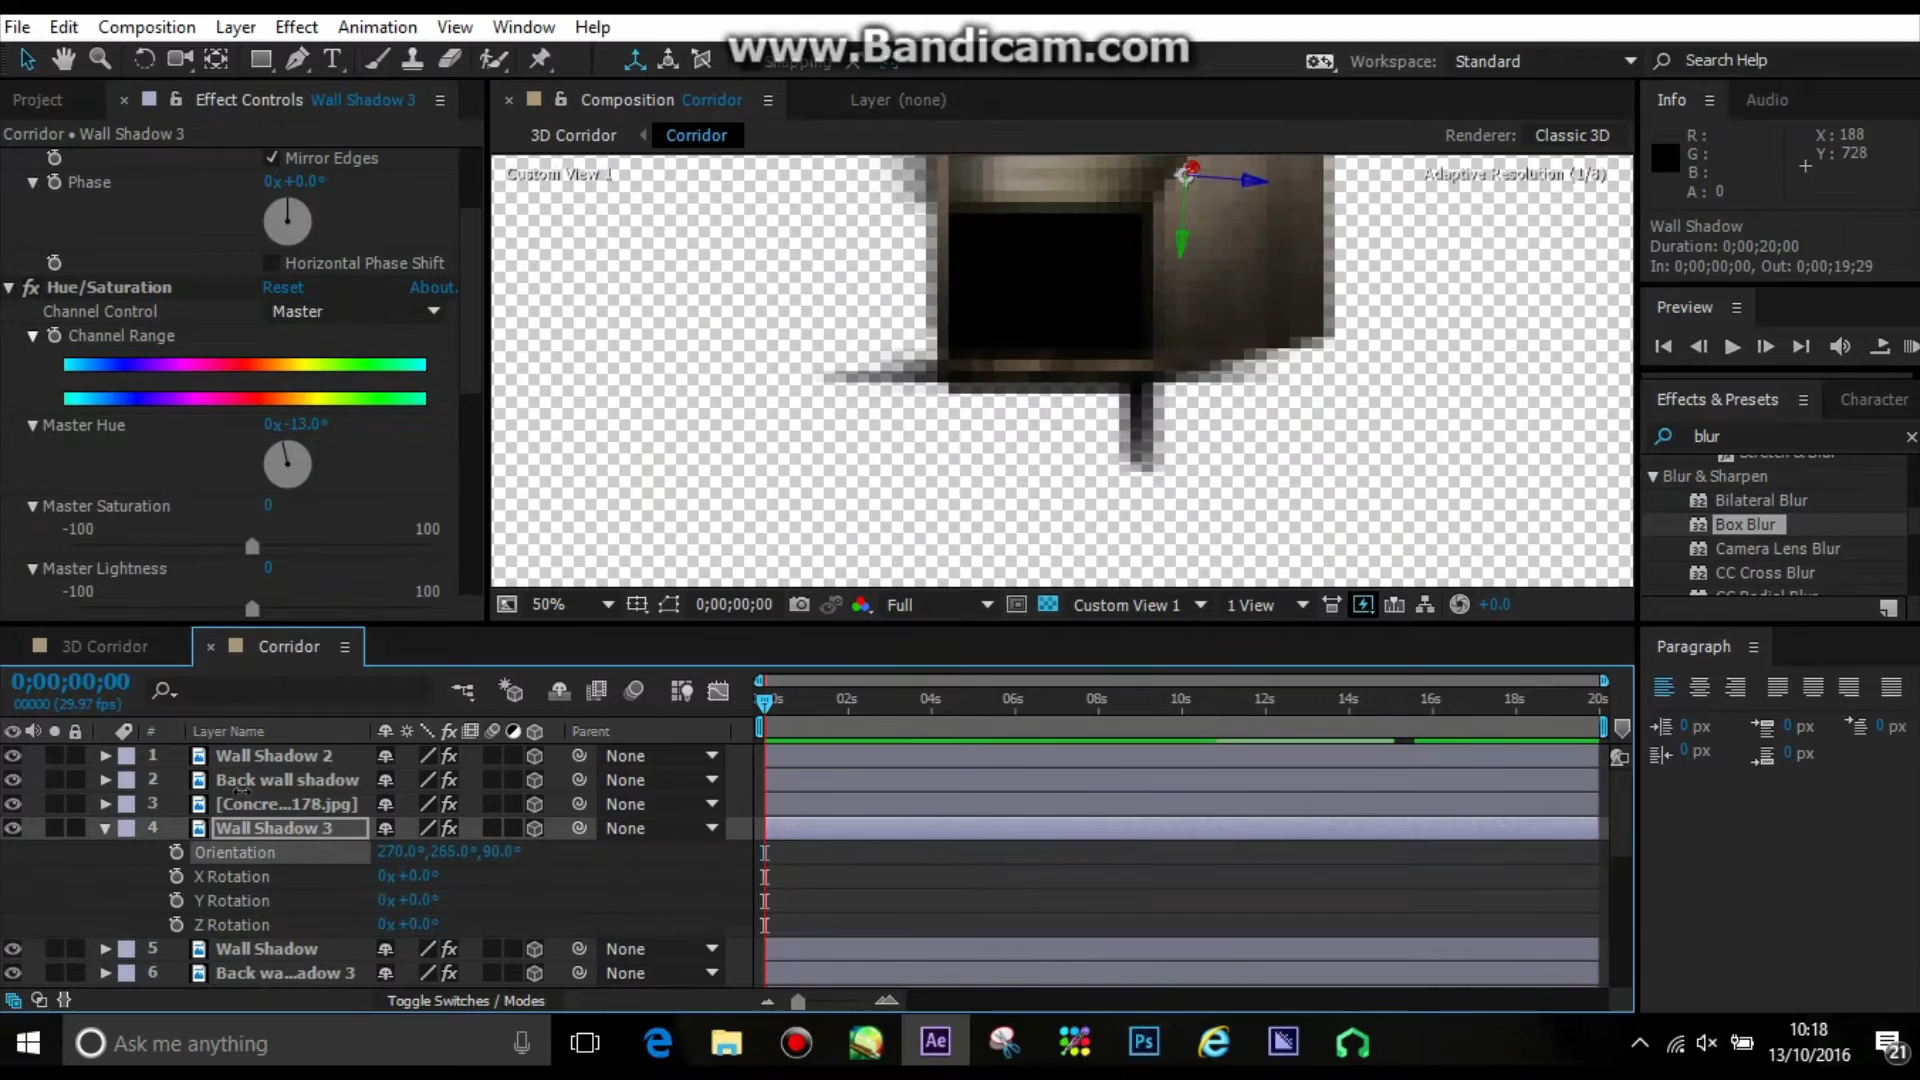 File Edit Composition Layer Effect Animation View Window Help
www.Bandicam.com
Snapping
Workspace: Standard
Search Help
Project
Effect Controls Wall Shadow 3
Composition Corridor
Layer (none)
Info
Audio
Corridor • Wall Shadow 3
3D Corridor
Corridor
Renderer: Classic 3D
R:
G:
B:
A: 0
X: 188
Y: 728
Mirror Edges
Phase
0x +0.0°
Custom View 1
Adaptive Resolution (1/8)
Wall Shadow
Duration: 0;00;20;00
In: 0;00;00;00, Out: 0;00;19;29
Horizontal Phase Shift
fx Hue/Saturation
Reset
About.
Channel Control
Master
Preview
Channel Range
Effects & Presets
Character
Master Hue
0x -13.0°
blur
Blur & Sharpen
Bilateral Blur
Box Blur
Camera Lens Blur
CC Cross Blur
Master Saturation
0
-100
100
Master Lightness
0
-100
100
50%
0;00;00;00
Full
Custom View 1
1 View
+0.0
3D Corridor
Corridor
Paragraph
0;00;00;00
00000 (29.97 fps)
02s 04s 06s 08s 10s 12s 14s 16s 18s 20s
# Layer Name
Parent
0 px 0 px 0 px
0 px 0 px
1 Wall Shadow 2 fx None
2 Back wall shadow fx None
3 [Concre...178.jpg] fx None
4 Wall Shadow 3 fx None
Orientation 270.0°,265.0°,90.0°
X Rotation 0x +0.0°
Y Rotation 0x +0.0°
Z Rotation 0x +0.0°
5 Wall Shadow fx None
6 Back wa...adow 3 fx None
Toggle Switches / Modes
Ask me anything
Ae
Ps
10:18
13/10/2016
21